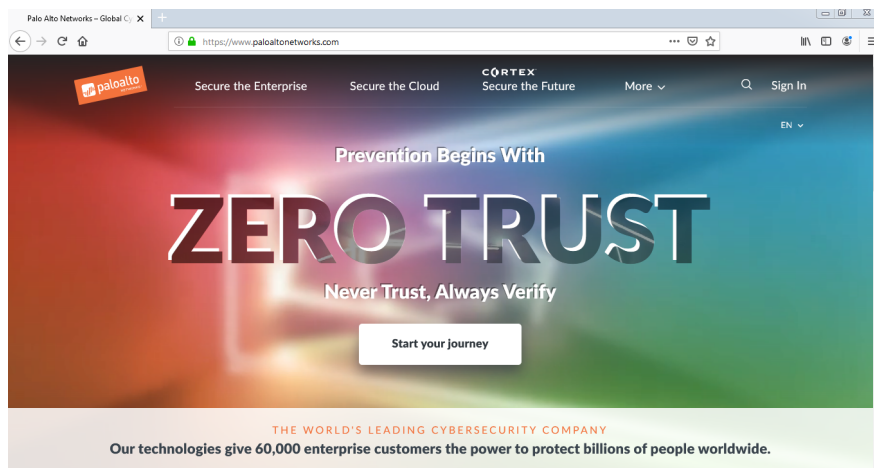 Palo Alto Networks – Global Cy
https://www.paloaltonetworks.com
paloalto
NETWORKS
Secure the Enterprise
Secure the Cloud
CORTEX
Secure the Future
More
Sign In
EN
Prevention Begins With
ZERO TRUST
Never Trust, Always Verify
Start your journey
THE WORLD'S LEADING CYBERSECURITY COMPANY
Our technologies give 60,000 enterprise customers the power to protect billions of people worldwide.